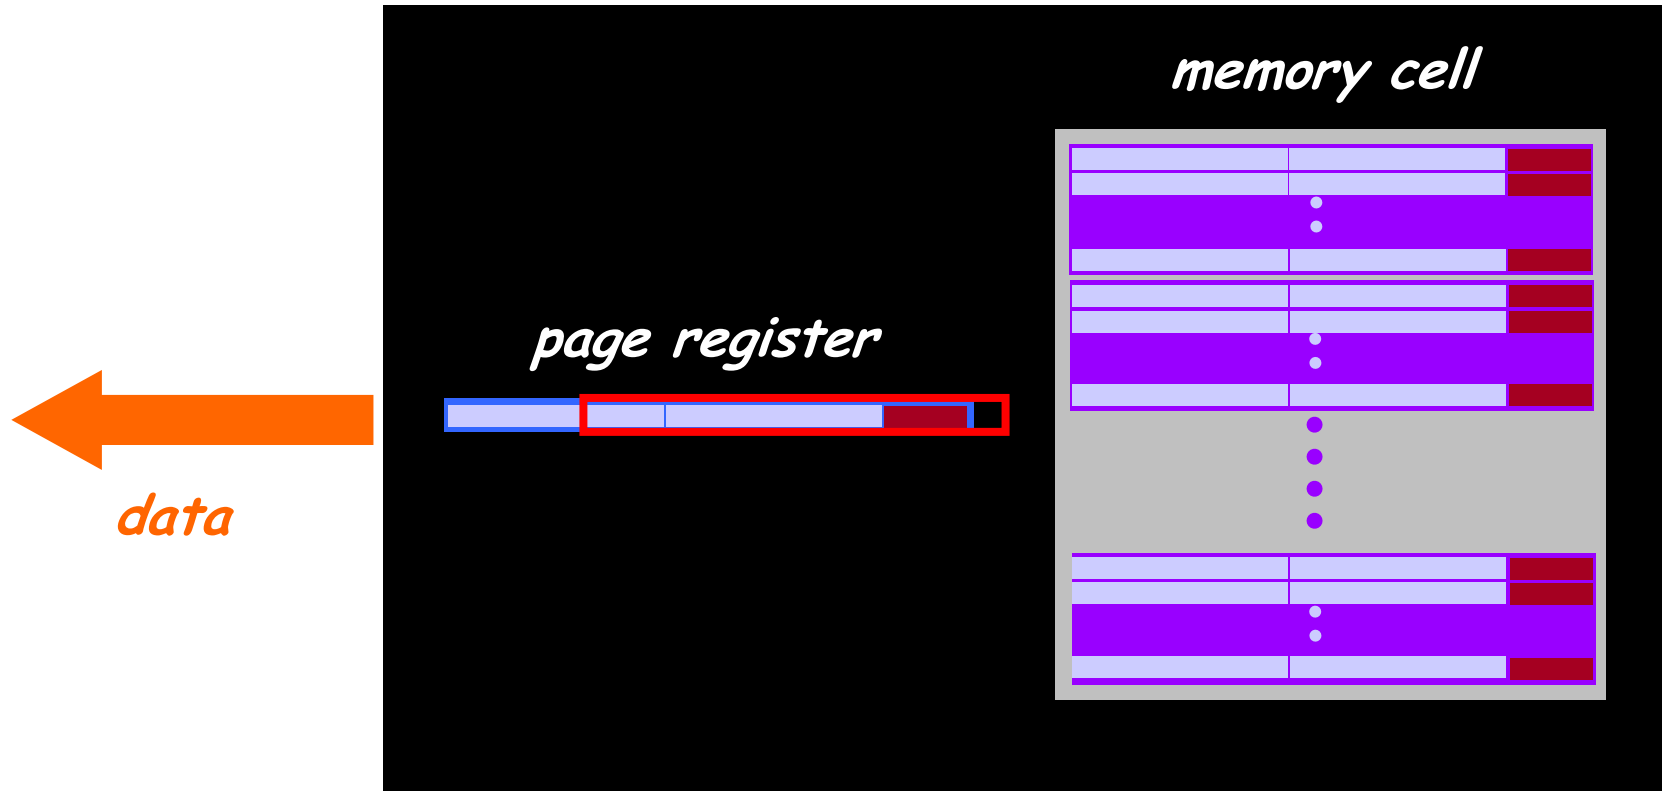 memory cell
page register
data